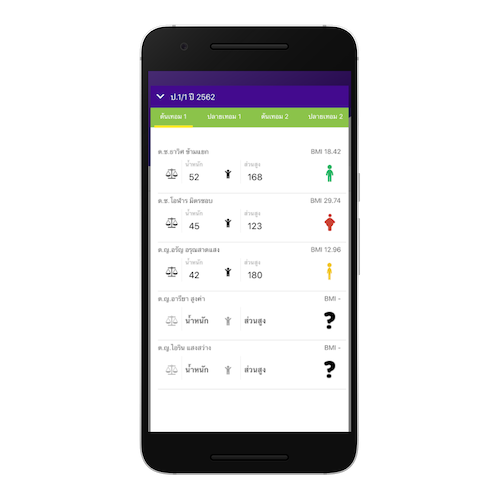 ป.1/1 ปี 2562
ต้นเทอม 1 ปลายเทอม 1 ต้นเทอม 2 ปลายเทอม 2
ด.ช.ธาวิศ ช้ามแยก BMI 18.42
น้ำหนัก ส่วนสูง
52 168
ด.ช.โอฬาร มิตรชอบ BMI 29.74
น้ำหนัก ส่วนสูง
45 123
ด.ญ.อรัญ อรุณสาดแสง BMI 12.96
น้ำหนัก ส่วนสูง
42 180
ด.ญ.อาริยา สูงค่า BMI -
น้ำหนัก ส่วนสูง ?
ด.ญ.ไอริน แสงสว่าง BMI -
น้ำหนัก ส่วนสูง ?